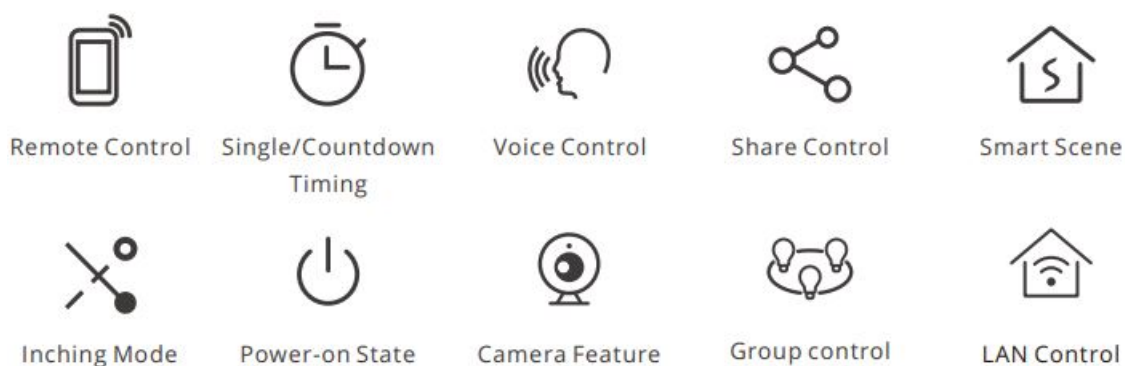 Remote Control
Single/Countdown
Timing
Voice Control
Share Control
Smart Scene
Inching Mode
Power-on State
Camera Feature
Group control
LAN Control